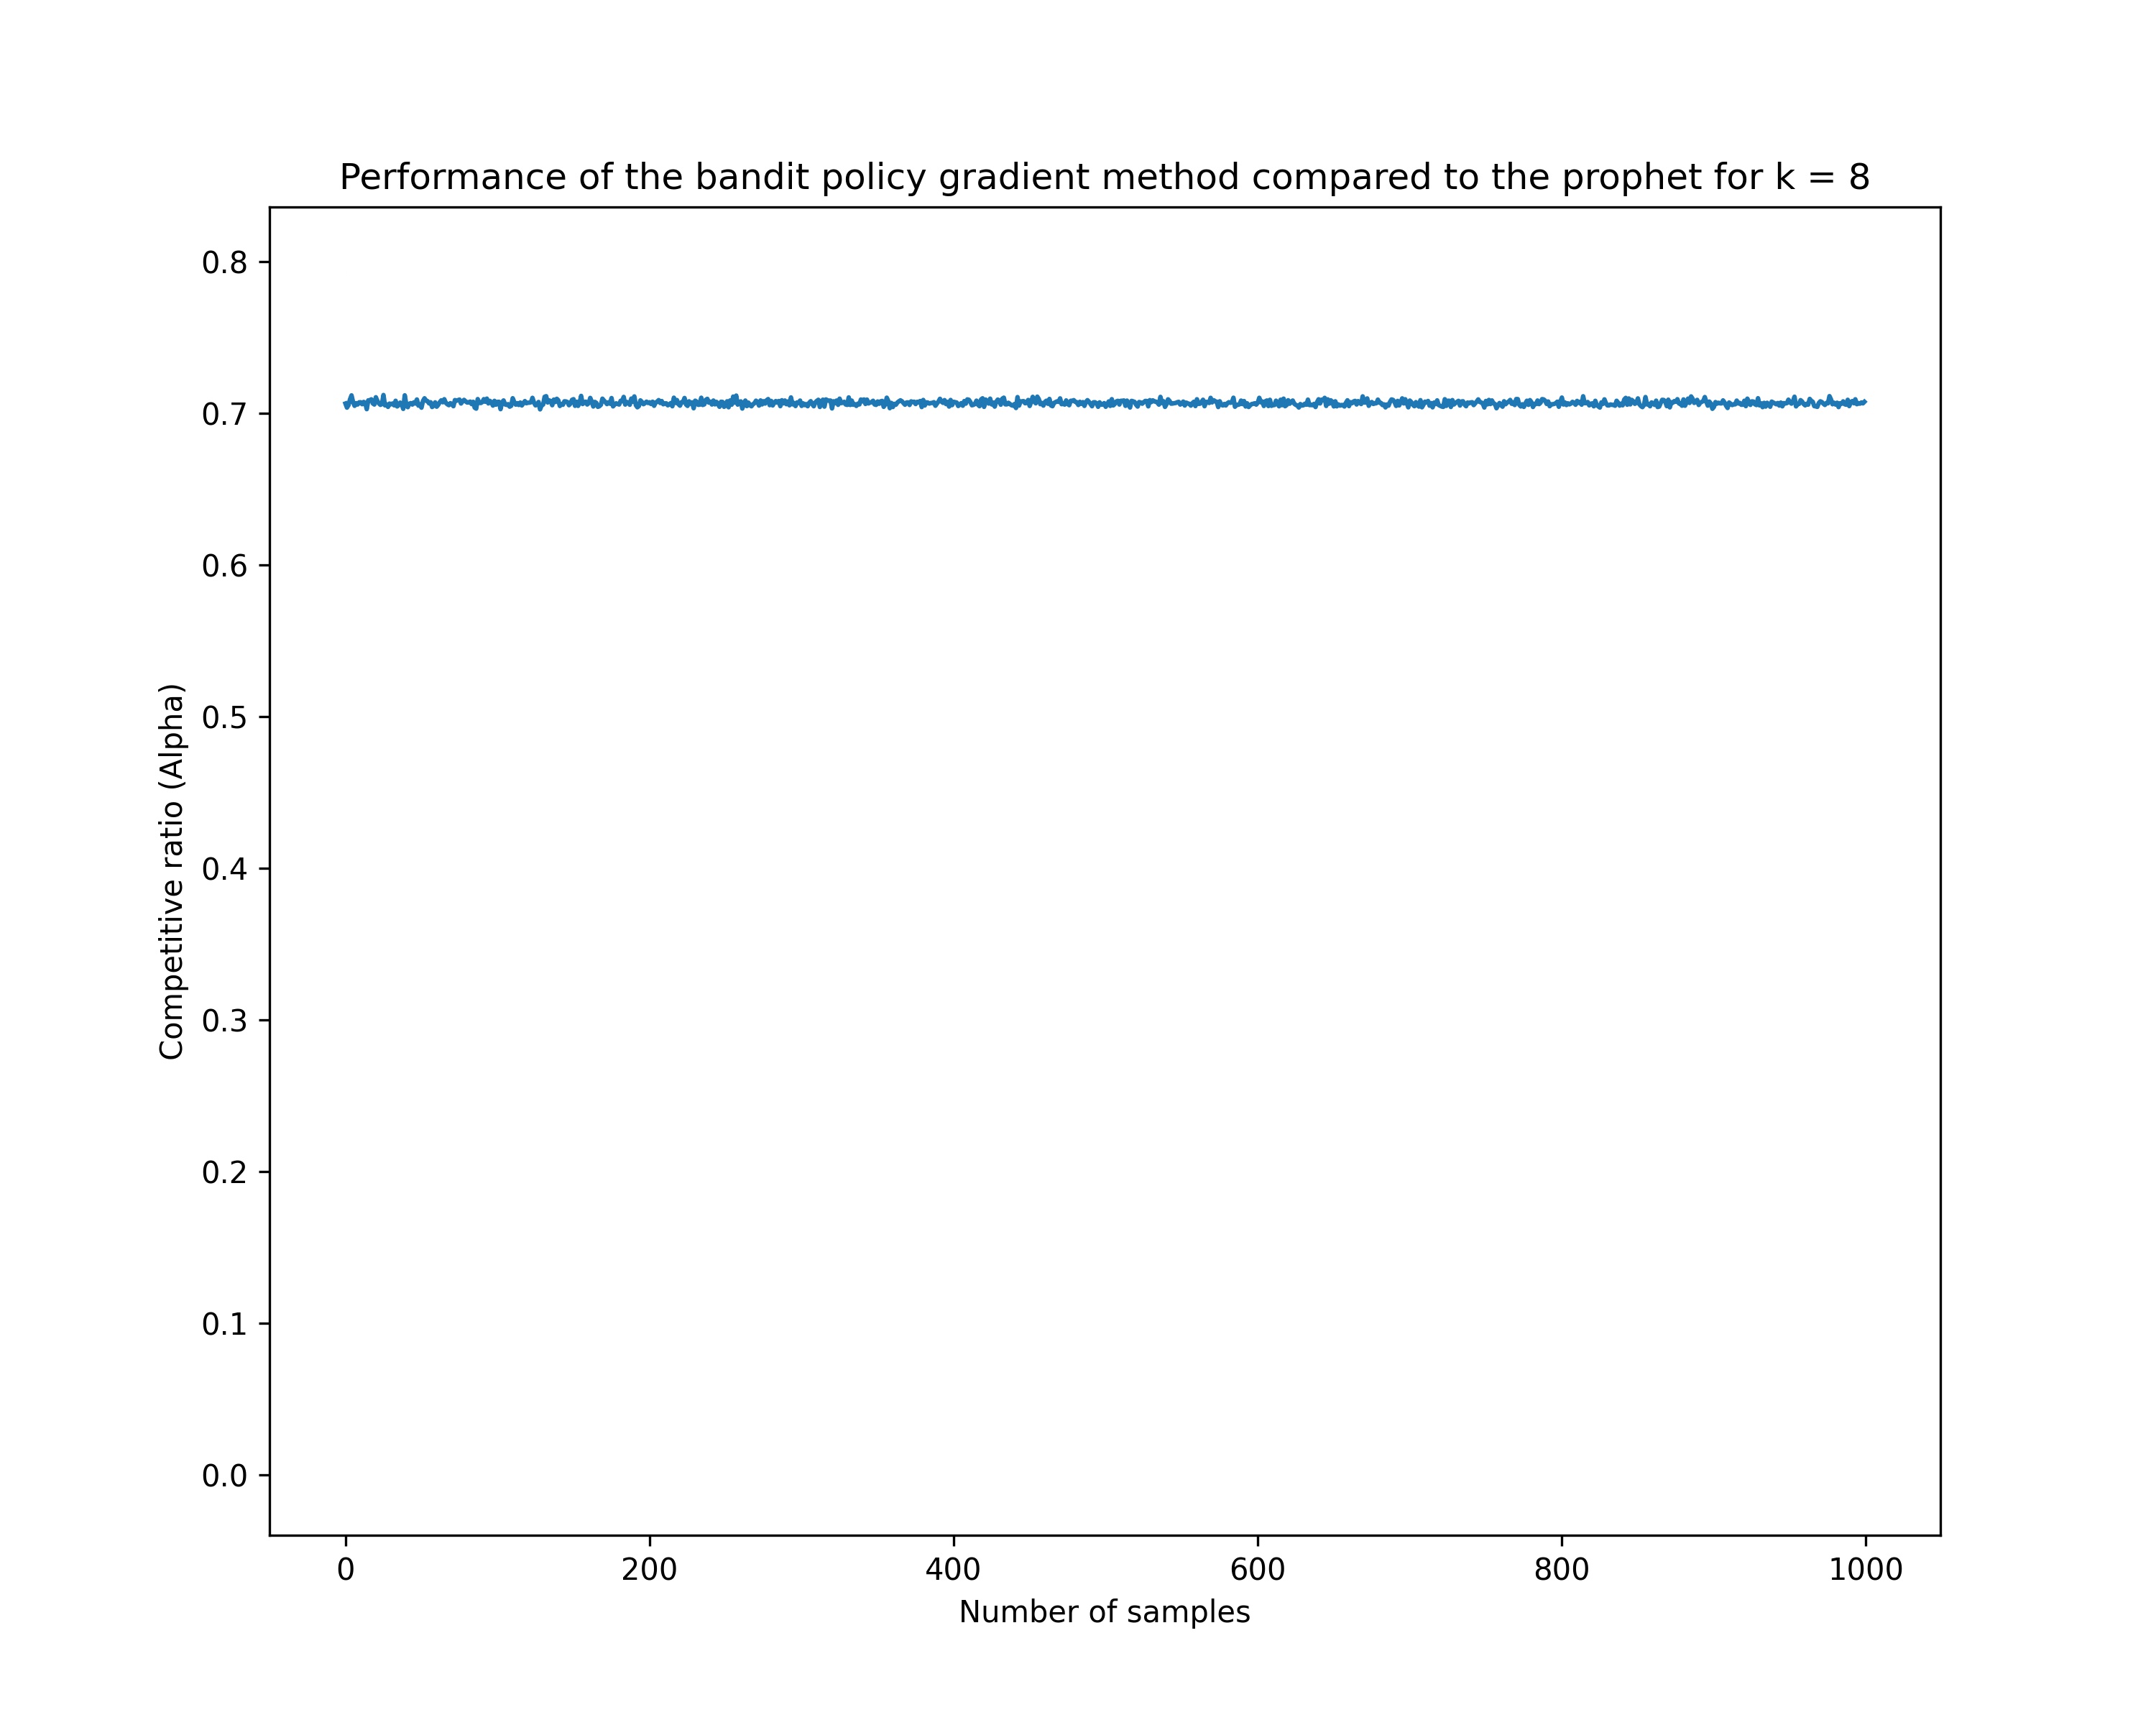 Performance of the bandit policy gradient method compared to the prophet for k = 8
0.8
0.7
0.6
0.5
0.4
0.3
0.2
0.1
0.0
Competitive ratio (Alpha)
0 200 400 600 800 1000
Number of samples